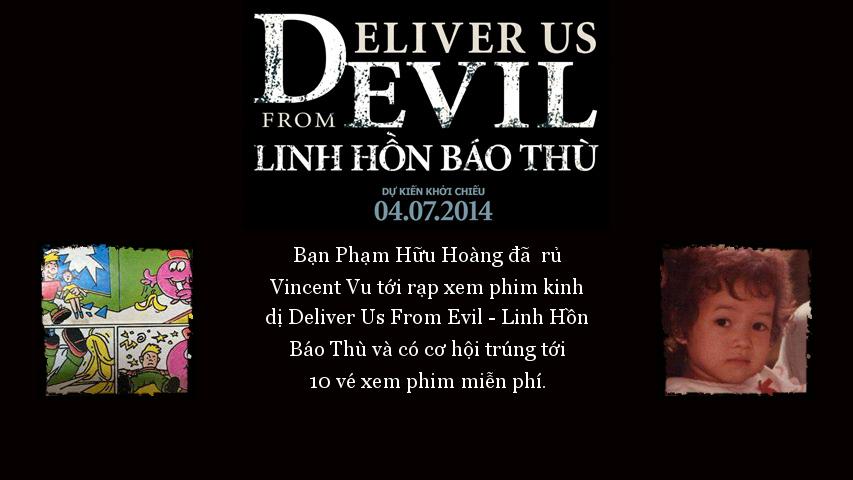 DELIVER US
FROM EVIL
LINH HỒN BÁO THÙ
DỰ KIẾN KHỞI CHIẾU
04.07.2014
Bạn Phạm Hữu Hoàng đã rủ
Vincent Vu tới rạp xem phim kinh
dị Deliver Us From Evil - Linh Hồn
Báo Thù và có cơ hội trúng tới
10 vé xem phim miễn phí.